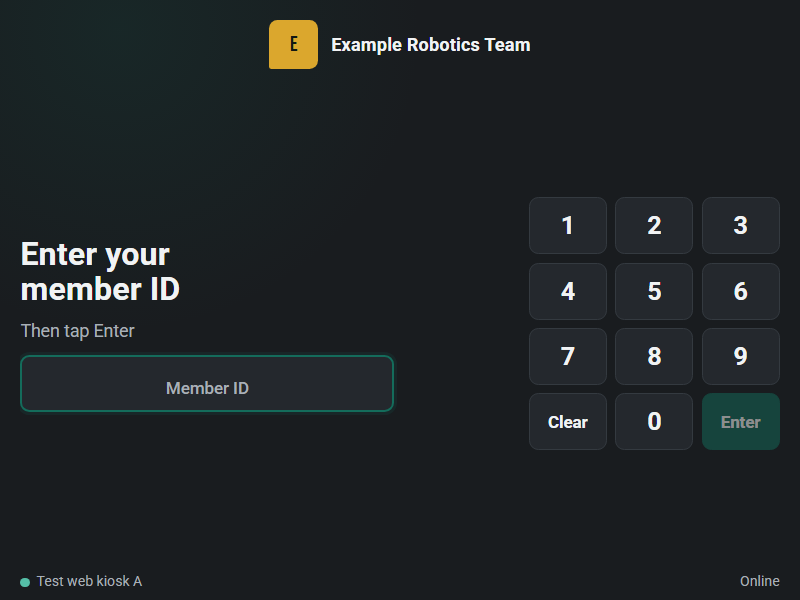 E
Example Robotics Team
Enter your
member ID
Then tap Enter
Member ID
1 2 3
4 5 6
7 8 9
Clear 0 Enter
Test web kiosk A
Online